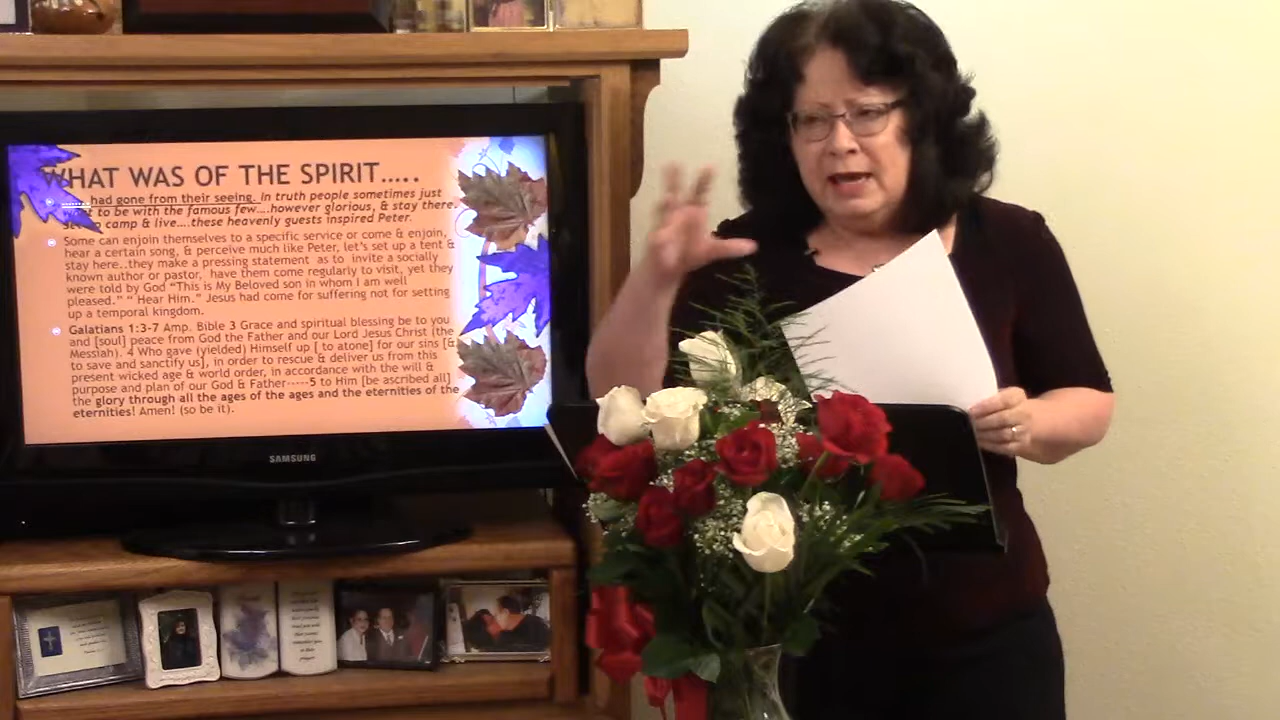 WHAT WAS OF THE SPIRIT.....
......had gone from their seeing. In truth people sometimes just
want to be with the famous few....however glorious, & stay there.
Set up camp & live....these heavenly guests inspired Peter.
Some can enjoin themselves to a specific service or come & enjoin,
hear a certain song, & perceive much like Peter, let's set up a tent &
stay here..they make a pressing statement as to invite a socially
known author or pastor, have them come regularly to visit, yet they
were told by God "This is My Beloved son in whom I am well
pleased." " Hear Him." Jesus had come for suffering not for setting
up a temporal kingdom.
Galatians 1:3-7 Amp. Bible 3 Grace and spiritual blessing be to you
and [soul] peace from God the Father and our Lord Jesus Christ (the
Messiah). 4 Who gave (yielded) Himself up [ to atone] for our sins [&
to save and sanctify us], in order to rescue & deliver us from this
present wicked age & world order, in accordance with the will &
purpose and plan of our God & Father-----5 to Him [be ascribed all]
the glory through all the ages of the ages and the eternities of the
eternities! Amen! (so be it).
SAMSUNG